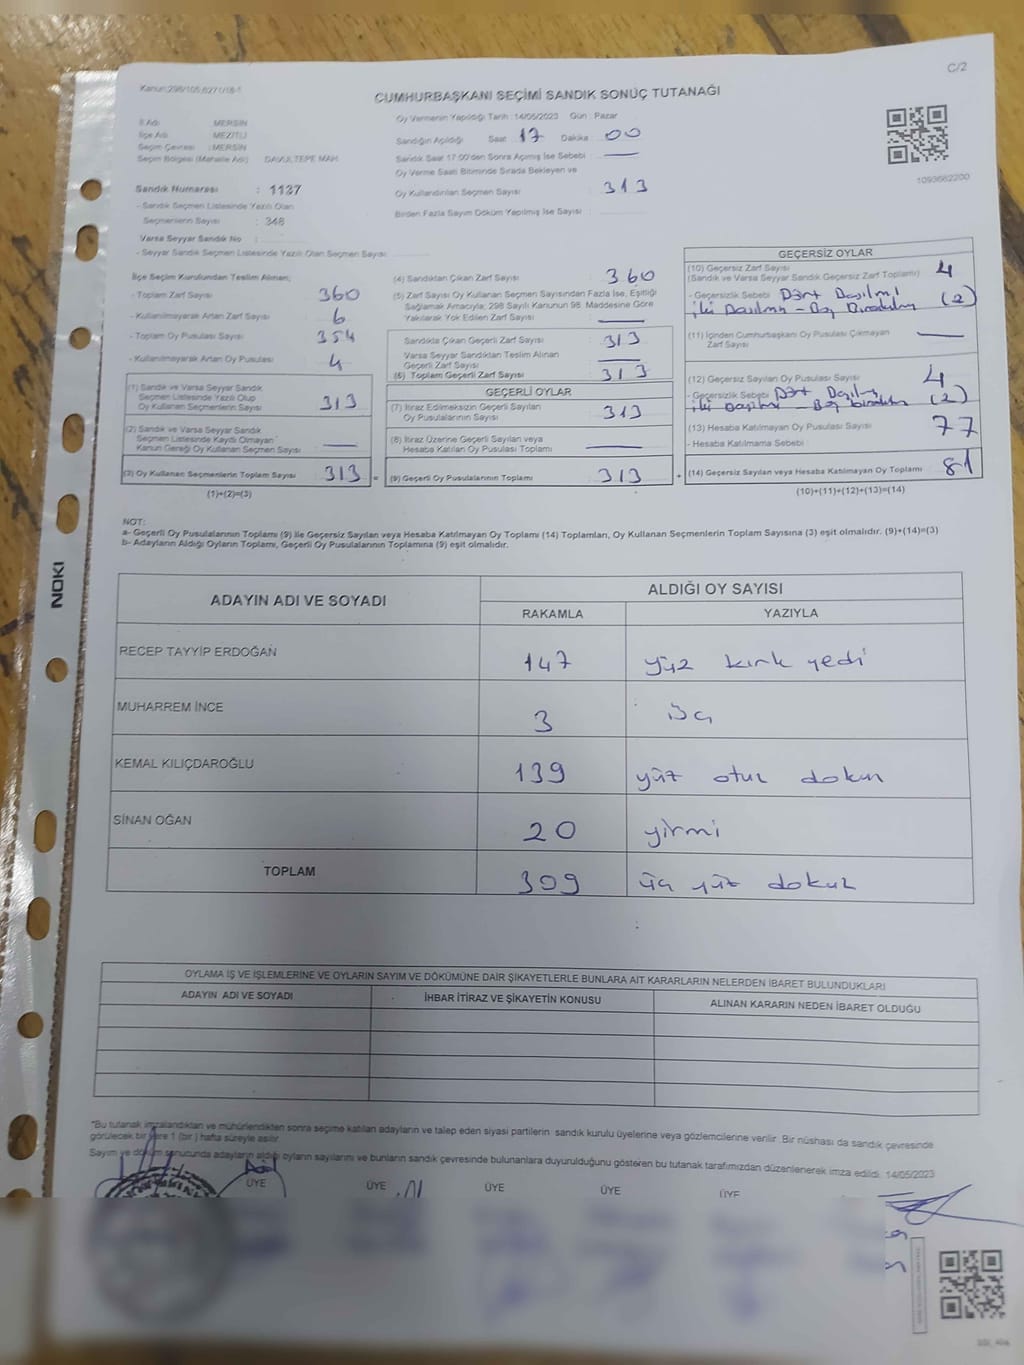 C/2
Kanun:298/105,6271/18-1
CUMHURBAŞKANI SEÇİMİ SANDIK SONUÇ TUTANAĞI
İl Adı : MERSİN
İlçe Adı : MEZİTLİ
Seçim Çevresi : MERSİN
Seçim Bölgesi (Mahalle Adı) : DAVULTEPE MAH.
Sandık Numarası : 1137
- Sandık Seçmen Listesinde Yazılı Olan
Seçmenlerin Sayısı : 348
Varsa Seyyar Sandık No :
- Seyyar Sandık Seçmen Listesinde Yazılı Olan Seçmen Sayısı:
Oy Vermenin Yapıldığı Tarih : 14/05/2023 Gün : Pazar
Sandığın Açıldığı Saat : 17 Dakika : 00
Sandık Saat 17:00'den Sonra Açılmış İse Sebebi :
Oy Verme Saati Bitiminde Sırada Bekleyen ve
Oy Kullandırılan Seçmen Sayısı : 313
Birden Fazla Sayım Döküm Yapılmış İse Sayısı :
1093662200
İlçe Seçim Kurulundan Teslim Alınan;
- Toplam Zarf Sayısı : 360
- Kullanılmayarak Artan Zarf Sayısı : 6
- Toplam Oy Pusulası Sayısı : 354
- Kullanılmayarak Artan Oy Pusulası : 4
(1) Sandık ve Varsa Seyyar Sandık
Seçmen Listesinde Yazılı Olup
Oy Kullanan Seçmenlerin Sayısı : 313
(2) Sandık ve Varsa Seyyar Sandık
Seçmen Listesinde Kayıtlı Olmayan
Kanun Gereği Oy Kullanan Seçmen Sayısı : —
(3) Oy Kullanan Seçmenlerin Toplam Sayısı : 313 =
(1)+(2)=(3)
(4) Sandıktan Çıkan Zarf Sayısı : 360
(5) Zarf Sayısı Oy Kullanan Seçmen Sayısından Fazla İse, Eşitliği
Sağlamak Amacıyla; 298 Sayılı Kanunun 98. Maddesine Göre
Yakılarak Yok Edilen Zarf Sayısı : —
Sandıkta Çıkan Geçerli Zarf Sayısı : 313
Varsa Seyyar Sandıktan Teslim Alınan
Geçerli Zarf Sayısı : —
(6) Toplam Geçerli Zarf Sayısı : 313
GEÇERLİ OYLAR
(7) İtiraz Edilmeksizin Geçerli Sayılan
Oy Pusulalarının Sayısı : 313
(8) İtiraz Üzerine Geçerli Sayılan veya
Hesaba Katılan Oy Pusulası Toplamı : —
(9) Geçerli Oy Pusulalarının Toplamı : 313 +
GEÇERSİZ OYLAR
(10) Geçersiz Zarf Sayısı
(Sandık ve Varsa Seyyar Sandık Geçersiz Zarf Toplamı) : 4
- Geçersizlik Sebebi :
(2)
(11) İçinden Cumhurbaşkanı Oy Pusulası Çıkmayan
Zarf Sayısı : —
(12) Geçersiz Sayılan Oy Pusulası Sayısı : 4
- Geçersizlik Sebebi :
(2)
(13) Hesaba Katılmayan Oy Pusulası Sayısı : 77
- Hesaba Katılmama Sebebi :
(14) Geçersiz Sayılan veya Hesaba Katılmayan Oy Toplamı : 81
(10)+(11)+(12)+(13)=(14)
NOT:
a- Geçerli Oy Pusulalarının Toplamı (9) ile Geçersiz Sayılan veya Hesaba Katılmayan Oy Toplamı (14) Toplamları, Oy Kullanan Seçmenlerin Toplam Sayısına (3) eşit olmalıdır. (9)+(14)=(3)
b- Adayların Aldığı Oyların Toplamı, Geçerli Oy Pusulalarının Toplamına (9) eşit olmalıdır.
NOKI
ADAYIN ADI VE SOYADI
ALDIĞI OY SAYISI
RAKAMLA YAZIYLA
RECEP TAYYİP ERDOĞAN 147 yüz kırk yedi
MUHARREM İNCE 3 üç
KEMAL KILIÇDAROĞLU 139 yüz otuz dokuz
SİNAN OĞAN 20 yirmi
TOPLAM 309 üç yüz dokuz
OYLAMA İŞ VE İŞLEMLERİNE VE OYLARIN SAYIM VE DÖKÜMÜNE DAİR ŞİKAYETLERLE BUNLARA AİT KARARLARIN NELERDEN İBARET BULUNDUKLARI
ADAYIN ADI VE SOYADI İHBAR İTİRAZ VE ŞİKAYETİN KONUSU ALINAN KARARIN NEDEN İBARET OLDUĞU
*Bu tutanak imzalandıktan ve mühürlendikten sonra seçime katılan adayların ve talep eden siyasi partilerin sandık kurulu üyelerine veya gözlemcilerine verilir. Bir nüshası da sandık çevresinde
görülecek bir yere 1 (bir ) hafta süreyle asılır.
Sayım ve döküm sonucunda adayların aldığı oyların sayılarını ve bunların sandık çevresinde bulunanlara duyurulduğunu gösteren bu tutanak tarafımızdan düzenlenerek imza edildi. 14/05/2023
ÜYE ÜYE ÜYE ÜYE ÜYE